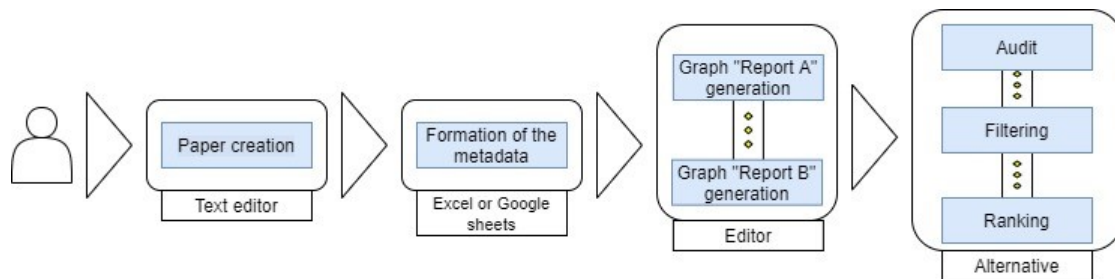 Paper creation
Text editor
Formation of the
metadata
Excel or Google
sheets
Graph "Report A"
generation
Graph "Report B"
generation
Editor
Audit
Filtering
Ranking
Alternative